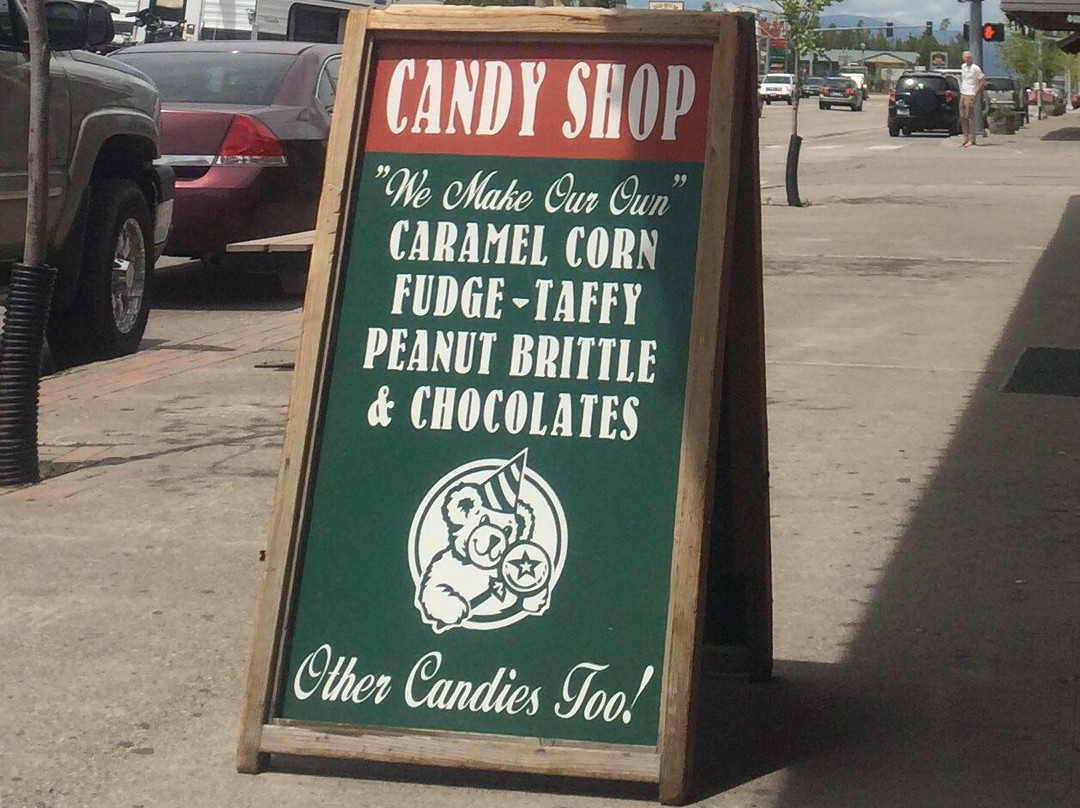 CANDY SHOP
"We Make Our Own"
CARAMEL CORN
FUDGE - TAFFY
PEANUT BRITTLE
& CHOCOLATES
Other Candies Too!